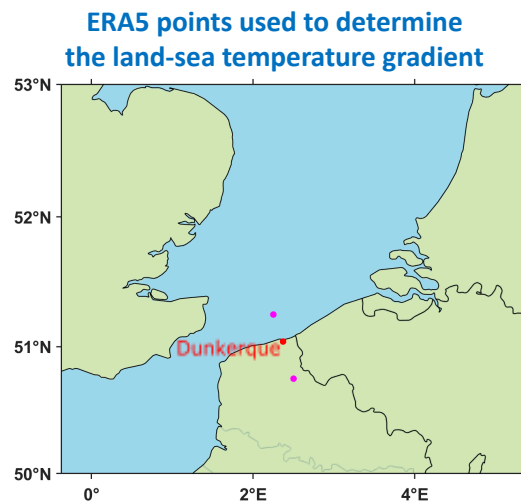 ERA5 points used to determine
the land-sea temperature gradient
53°N
52°N
51°N
Dunkerque
50°N
0°
2°E
4°E